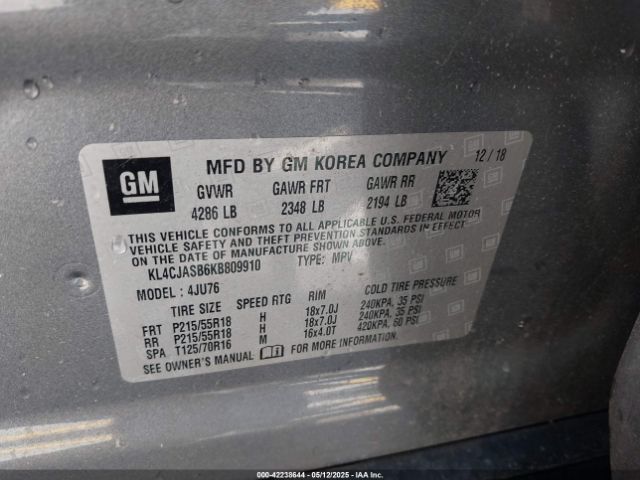 GM
MFD BY GM KOREA COMPANY 12/18
GVWR GAWR FRT GAWR RR
4286 LB 2348 LB 2194 LB
THIS VEHICLE CONFORMS TO ALL APPLICABLE U.S. FEDERAL MOTOR
VEHICLE SAFETY AND THEFT PREVENTION STANDARDS IN EFFECT
ON THE DATE OF MANUFACTURE SHOWN ABOVE.
KL4CJASB6KB809910 TYPE: MPV
MODEL: 4JU76
TIRE SIZE SPEED RTG RIM COLD TIRE PRESSURE
FRT P215/55R18 H 18x7.0J 240KPA, 35 PSI
RR P215/55R18 H 18x7.0J 240KPA, 35 PSI
SPA T125/70R16 M 16x4.0T 420KPA, 60 PSI
SEE OWNER'S MANUAL FOR MORE INFORMATION.
000-42238644 - 05/12/2025 - IAAI.COM